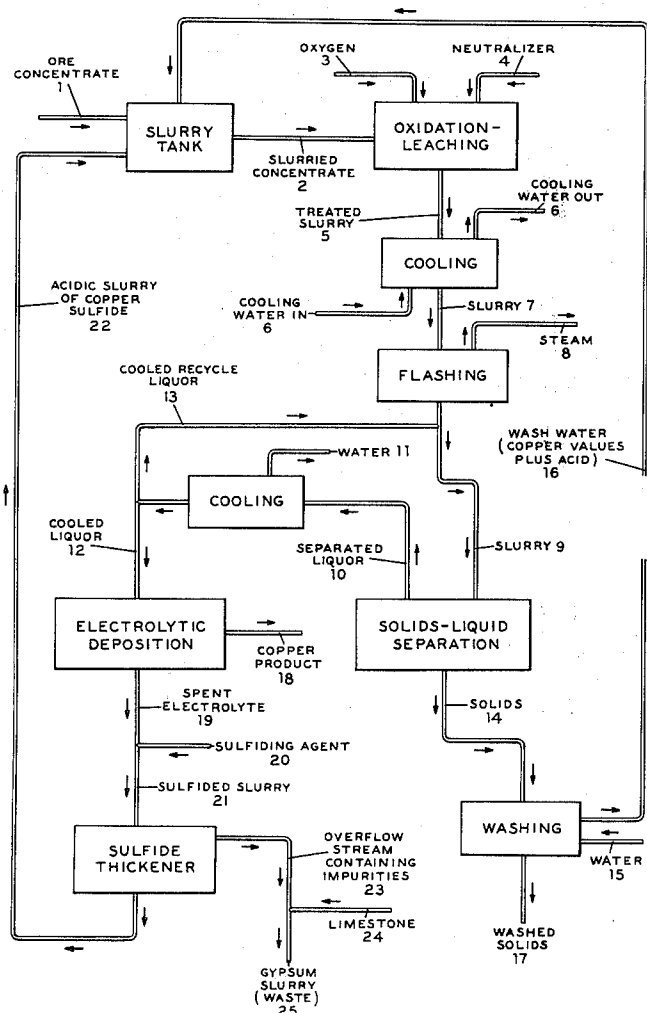 ORE
CONCENTRATE
1
OXYGEN
3
NEUTRALIZER
4
SLURRY
TANK
OXIDATION-
LEACHING
SLURRIED
CONCENTRATE
2
TREATED
SLURRY
5
COOLING
WATER OUT
6
COOLING
ACIDIC SLURRY
OF COPPER
SULFIDE
22
COOLING
WATER IN
6
SLURRY 7
STEAM
8
FLASHING
COOLED RECYCLE
LIQUOR
13
WATER 11
WASH WATER
(COPPER VALUES
PLUS ACID)
16
COOLING
COOLED
LIQUOR
12
SEPARATED
LIQUOR
10
SLURRY 9
ELECTROLYTIC
DEPOSITION
SOLIDS-LIQUID
SEPARATION
COPPER
PRODUCT
18
SPENT
ELECTROLYTE
19
SOLIDS
14
SULFIDING AGENT
20
SULFIDED SLURRY
21
SULFIDE
THICKENER
OVERFLOW
STREAM
CONTAINING
IMPURITIES
23
WASHING
WATER
15
LIMESTONE
24
WASHED
SOLIDS
17
GYPSUM
SLURRY
(WASTE)
25